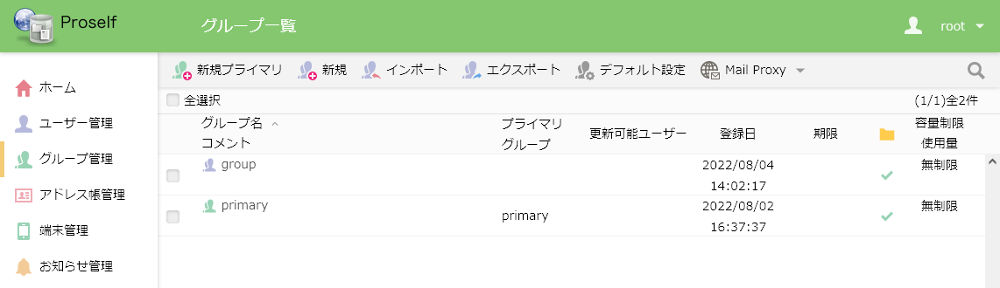 Proself
グループ一覧
root
新規プライマリ 新規 インポート エクスポート デフォルト設定 Mail Proxy
ホーム
ユーザー管理
グループ管理
アドレス帳管理
端末管理
お知らせ管理
全選択 (1/1)全2件
グループ名 プライマリ 更新可能ユーザー 登録日 期限 容量制限
コメント グループ 使用量
group 2022/08/04 無制限
14:02:17
primary 2022/08/02 無制限
primary 16:37:37